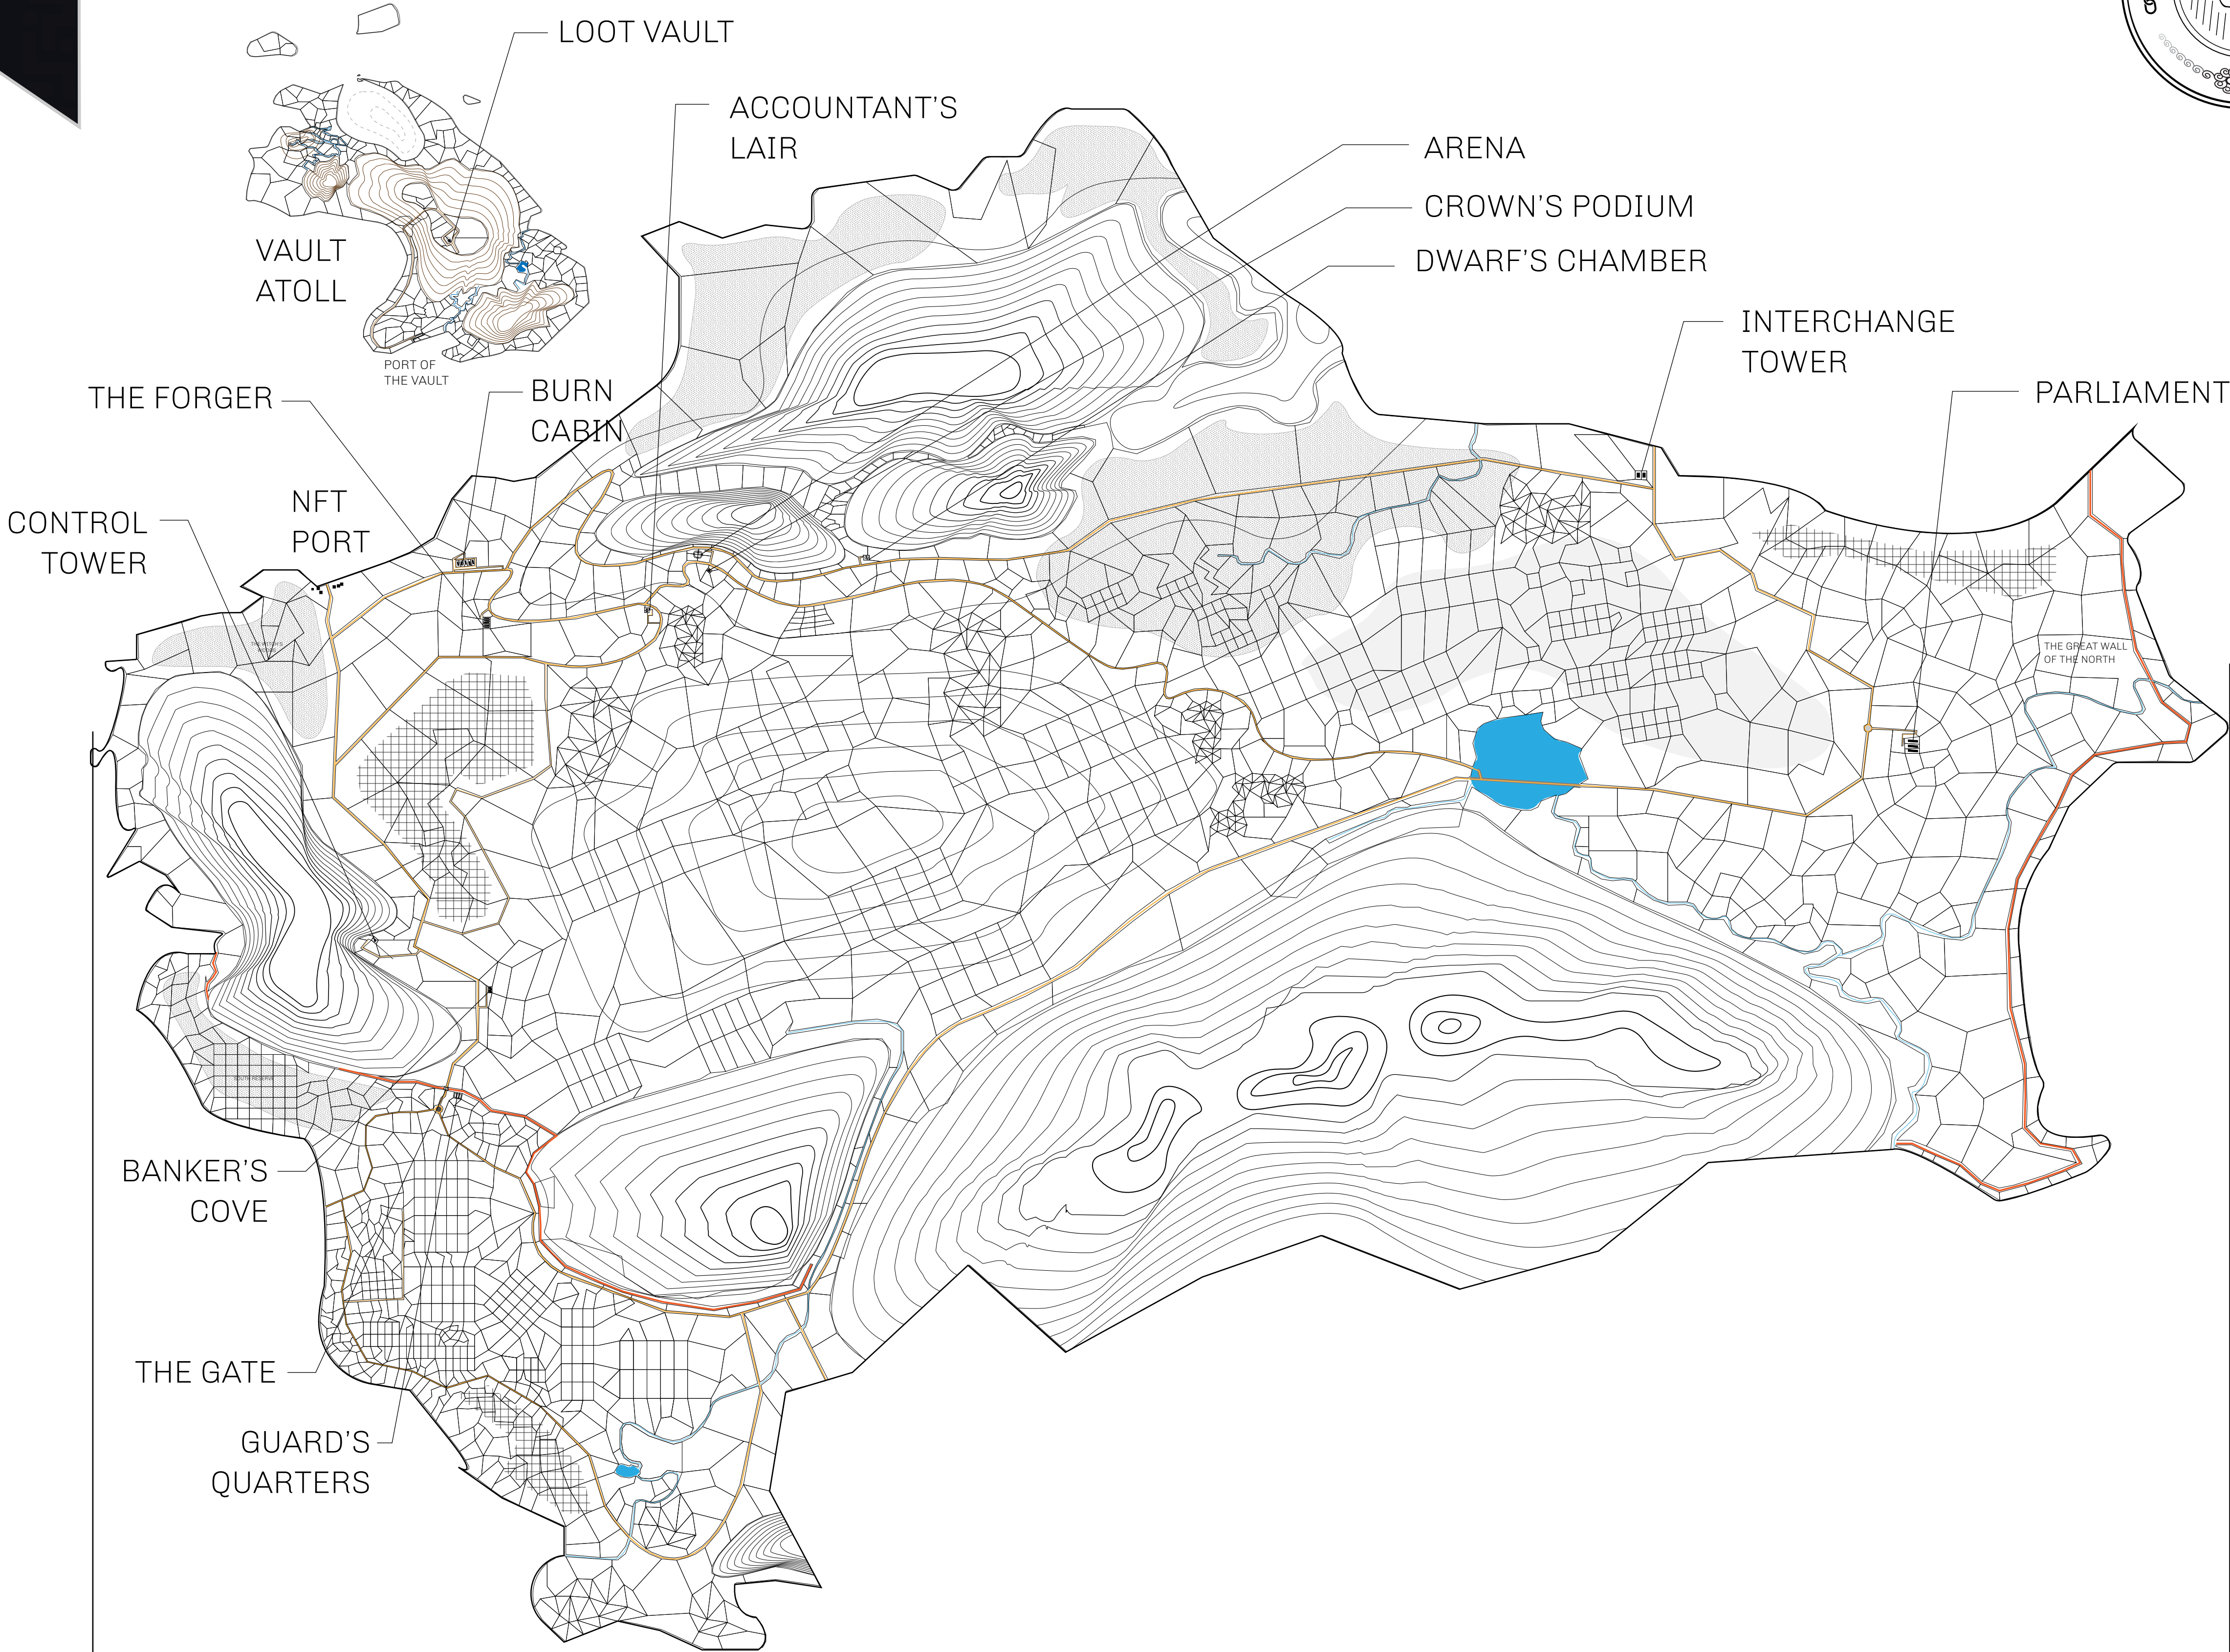 LOOT VAULT
ACCOUNTANT'S
LAIR
ARENA
CROWN'S PODIUM
DWARF'S CHAMBER
VAULT
ATOLL
INTERCHANGE
TOWER
PORT OF
THE VAULT
THE FORGER
BURN
CABIN
PARLIAMENT
NFT
PORT
CONTROL
TOWER
THE GREAT WALL
OF THE NORTH
SOUTH RESERVE
BANKER'S
COVE
THE GATE
GUARD'S
QUARTERS